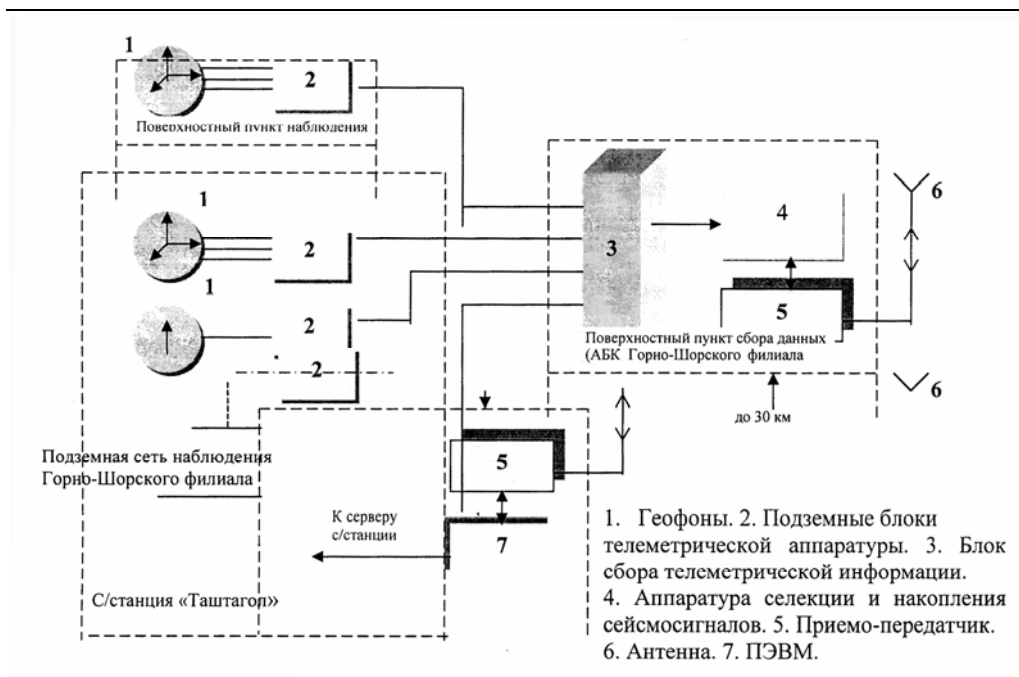 1
2
Поверхностный пункт наблюдения
1
2
1
2
2
3
4
5
6
Поверхностный пункт сбора данных
(АБК Горно-Шорского филиала
6
до 30 км
Подземная сеть наблюдения
Горно-Шорского филиала
5
К серверу
с/станции
7
С/станция «Таштагол»
1. Геофоны. 2. Подземные блоки
телеметрической аппаратуры. 3. Блок
сбора телеметрической информации.
4. Аппаратура селекции и накопления
сейсмосигналов. 5. Приемо-передатчик.
6. Антенна. 7. ПЭВМ.